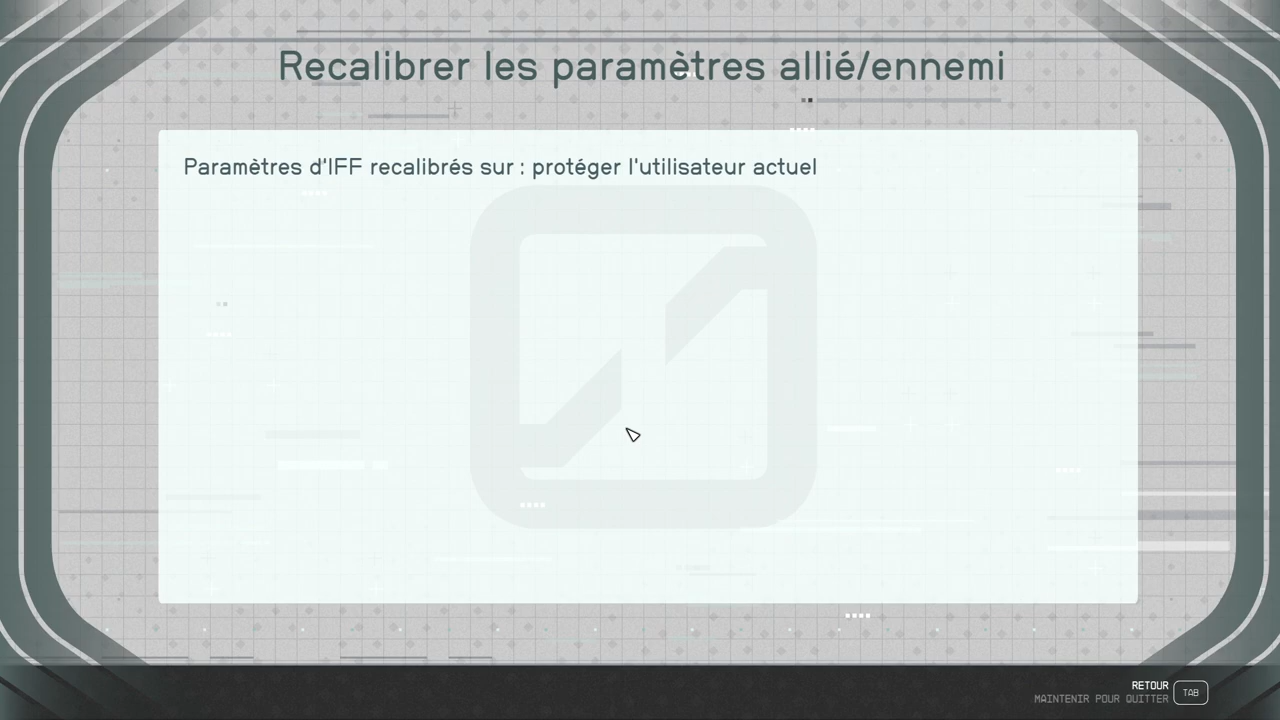 Recalibrer les paramètres allié/ennemi
Paramètres d'IFF recalibrés sur : protéger l'utilisateur actuel
RETOUR
MAINTENIR POUR QUITTER
TAB